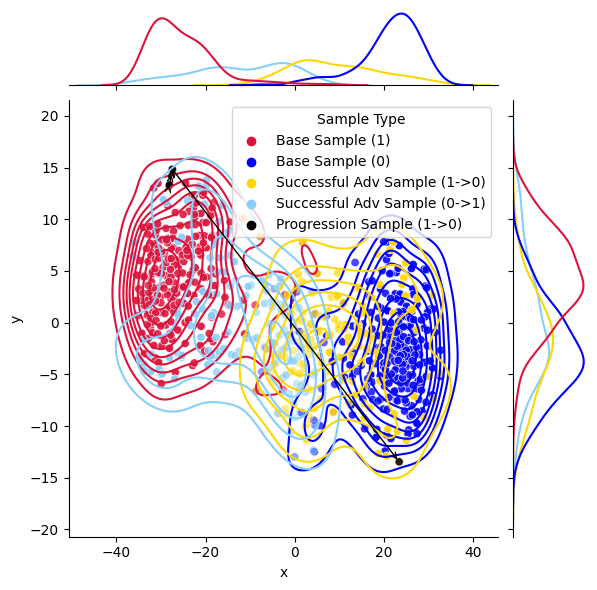 Sample Type
Base Sample (1)
Base Sample (0)
Successful Adv Sample (1->0)
Successful Adv Sample (0->1)
Progression Sample (1->0)
20
15
10
5
0
−5
−10
−15
−20
y
−40 −20 0 20 40
x